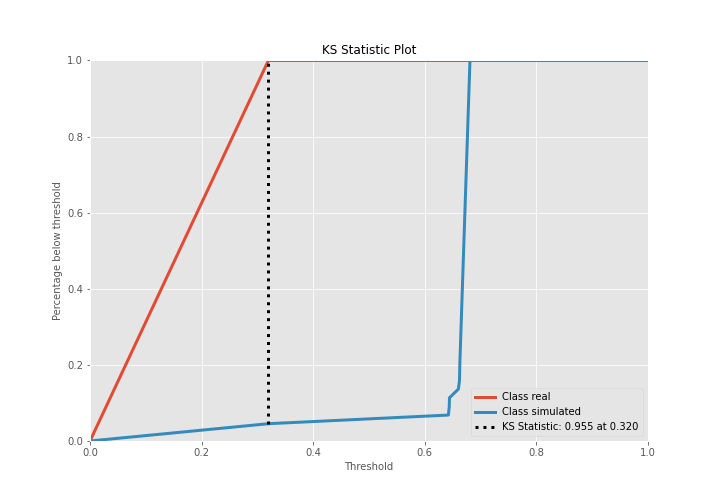 KS Statistic Plot
Percentage below threshold
1.0
0.8
0.6
0.4
0.2
0.0
0.0 0.2 0.4 0.6 0.8 1.0
Threshold
Class real
Class simulated
KS Statistic: 0.955 at 0.320